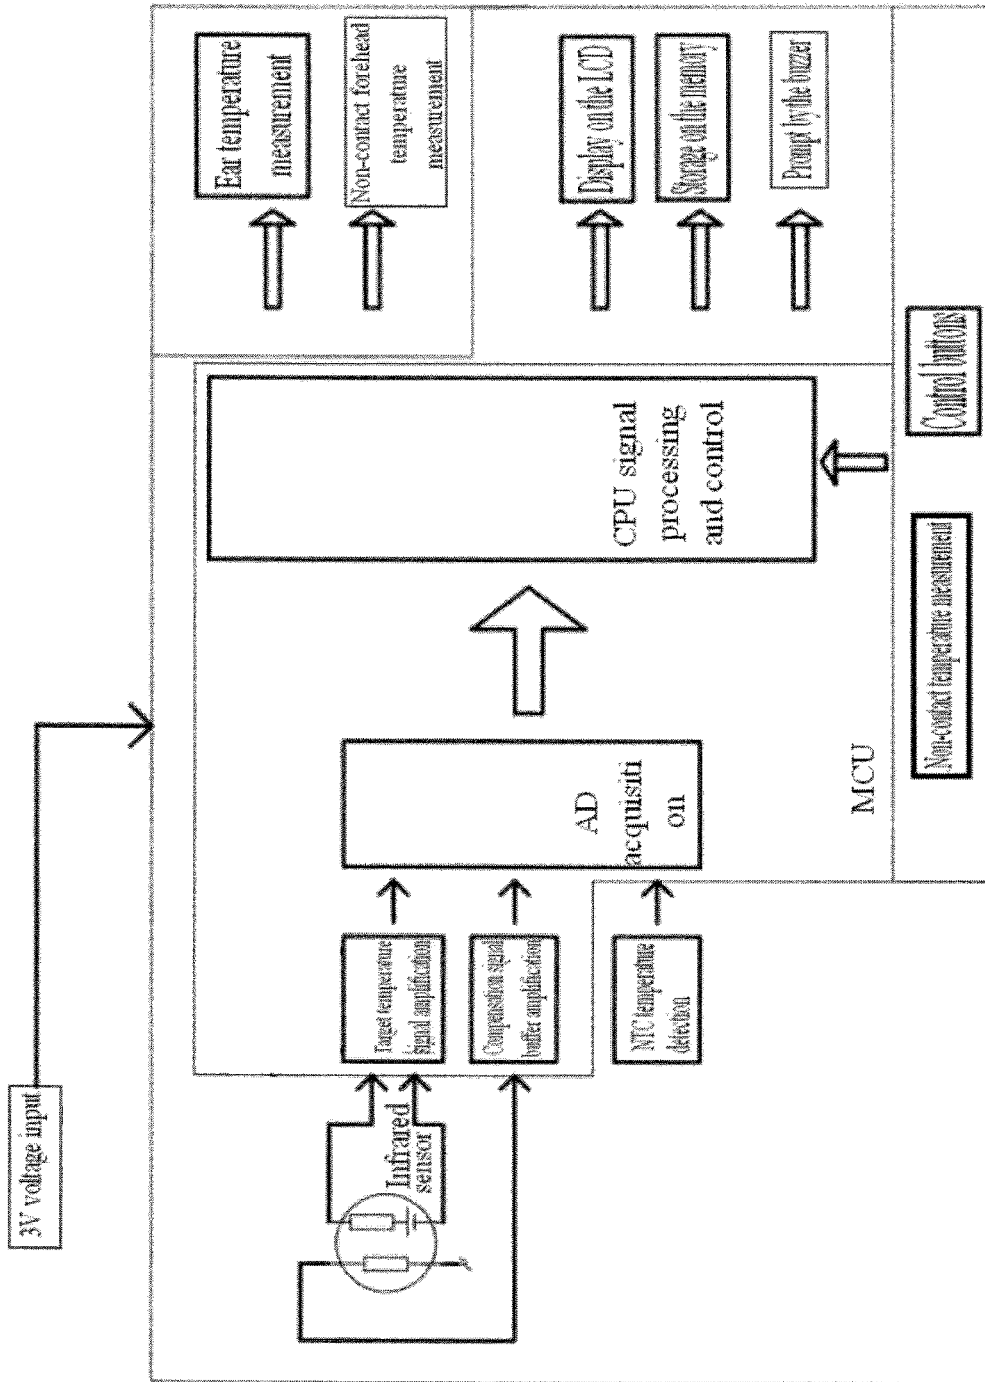 3V voltage input
Infrared
sensor
Target temperature
signal amplification
Compensation signal
buffer amplification
NTC temperature
detection
AD
acquisiti
on
MCU
CPU signal
processing
and control
Ear temperature
measurement
Non-contact forehead
temperature
measurement
Display on the LCD
Storage on the memory
Prompt by the buzzer
Non-contact temperature measurement
Control buttons